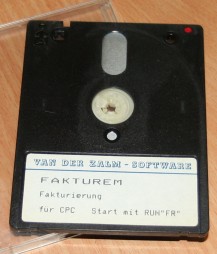 VAN DER ZALM - SOFTWARE
FAKTUREM
Fakturierung
für CPC Start mit RUN"FR"